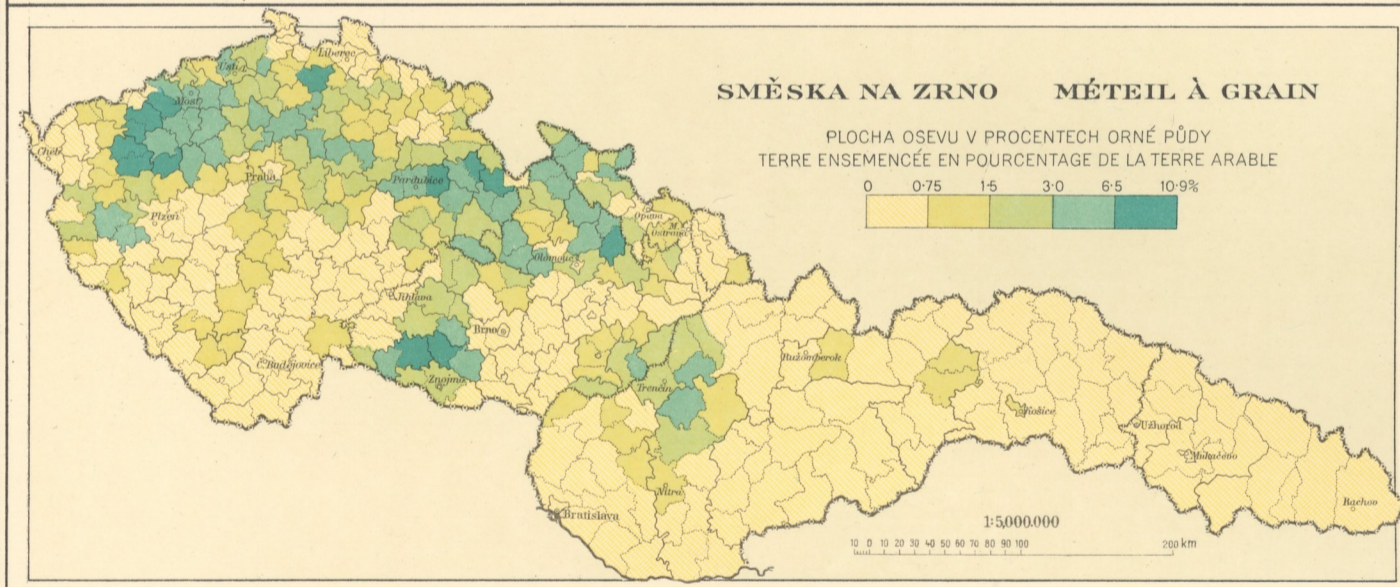 SMĚSKA NA ZRNO MÉTEIL À GRAIN
PLOCHA OSEVU V PROCENTECH ORNÉ PŮDY
TERRE ENSEMENCÉE EN POURCENTAGE DE LA TERRE ARABLE
0 0·75 1·5 3·0 6·5 10·9%
Liberec
Ústí
Most
Cheb
Praha
Pardubice
Plzeň
Opava
M. Ostrava
Olomouc
Jihlava
Brno
Č. Budějovice
Znojmo
Ružomberok
Trenčín
Košice
Užhorod
Mukačevo
Nitra
Rachov
Bratislava
1:5,000.000
10 0 10 20 30 40 50 60 70 80 90 100 200 km